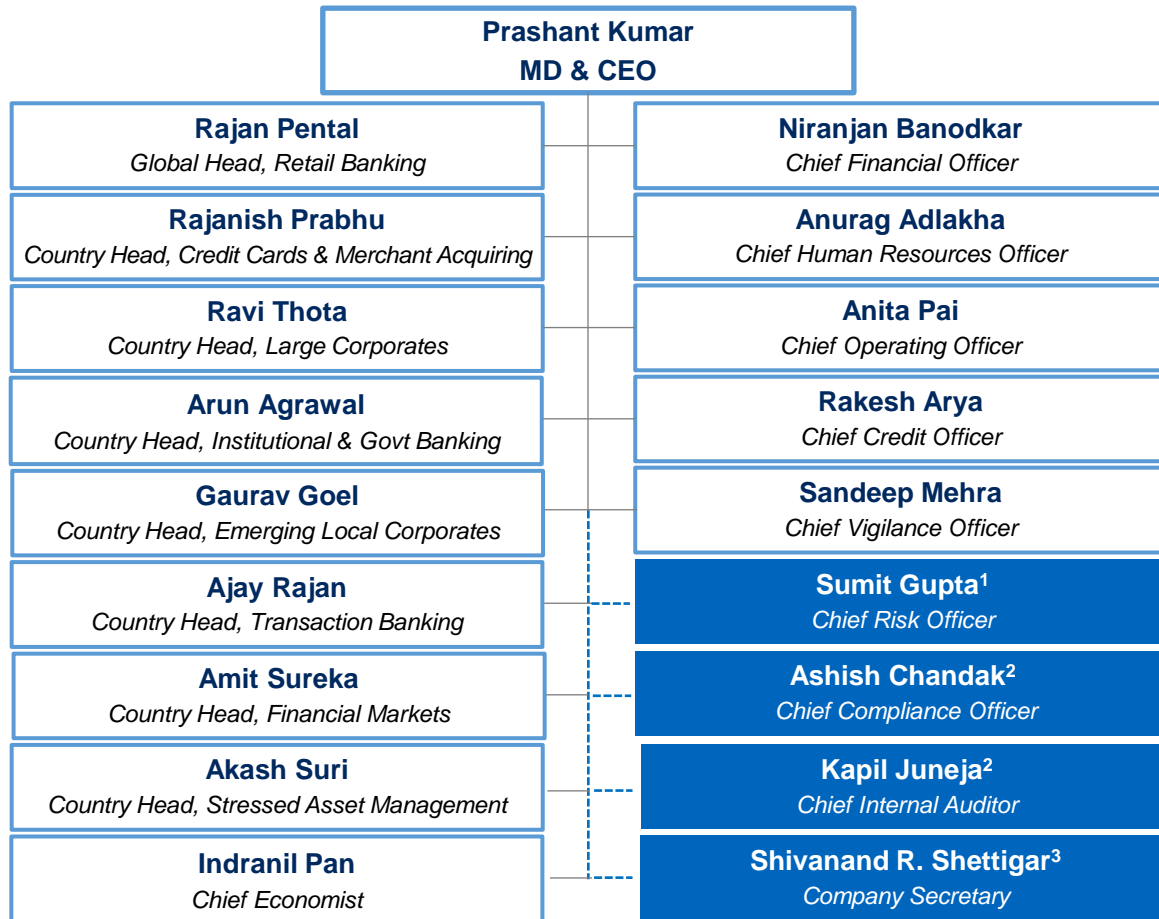 Prashant Kumar
MD & CEO
Rajan Pental
Global Head, Retail Banking
Niranjan Banodkar
Chief Financial Officer
Rajanish Prabhu
Country Head, Credit Cards & Merchant Acquiring
Anurag Adlakha
Chief Human Resources Officer
Ravi Thota
Country Head, Large Corporates
Anita Pai
Chief Operating Officer
Arun Agrawal
Country Head, Institutional & Govt Banking
Rakesh Arya
Chief Credit Officer
Gaurav Goel
Country Head, Emerging Local Corporates
Sandeep Mehra
Chief Vigilance Officer
Ajay Rajan
Country Head, Transaction Banking
Sumit Gupta¹
Chief Risk Officer
Amit Sureka
Country Head, Financial Markets
Ashish Chandak²
Chief Compliance Officer
Akash Suri
Country Head, Stressed Asset Management
Kapil Juneja²
Chief Internal Auditor
Indranil Pan
Chief Economist
Shivanand R. Shettigar³
Company Secretary